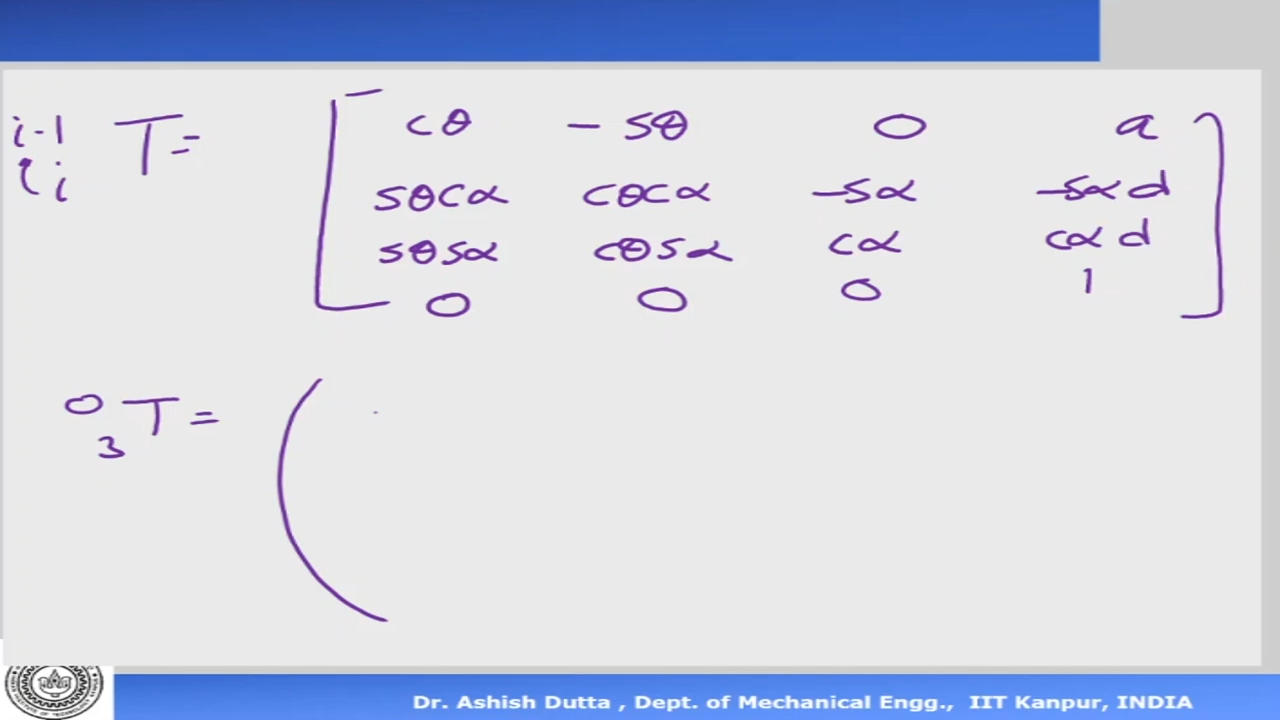 i-1 T= [ cθ -sθ 0 a
i sθcα cθcα -sα -sα d
sθsα cθsα cα cα d
0 0 0 1 ]
0 T= (
3
Dr. Ashish Dutta , Dept. of Mechanical Engg., IIT Kanpur, INDIA